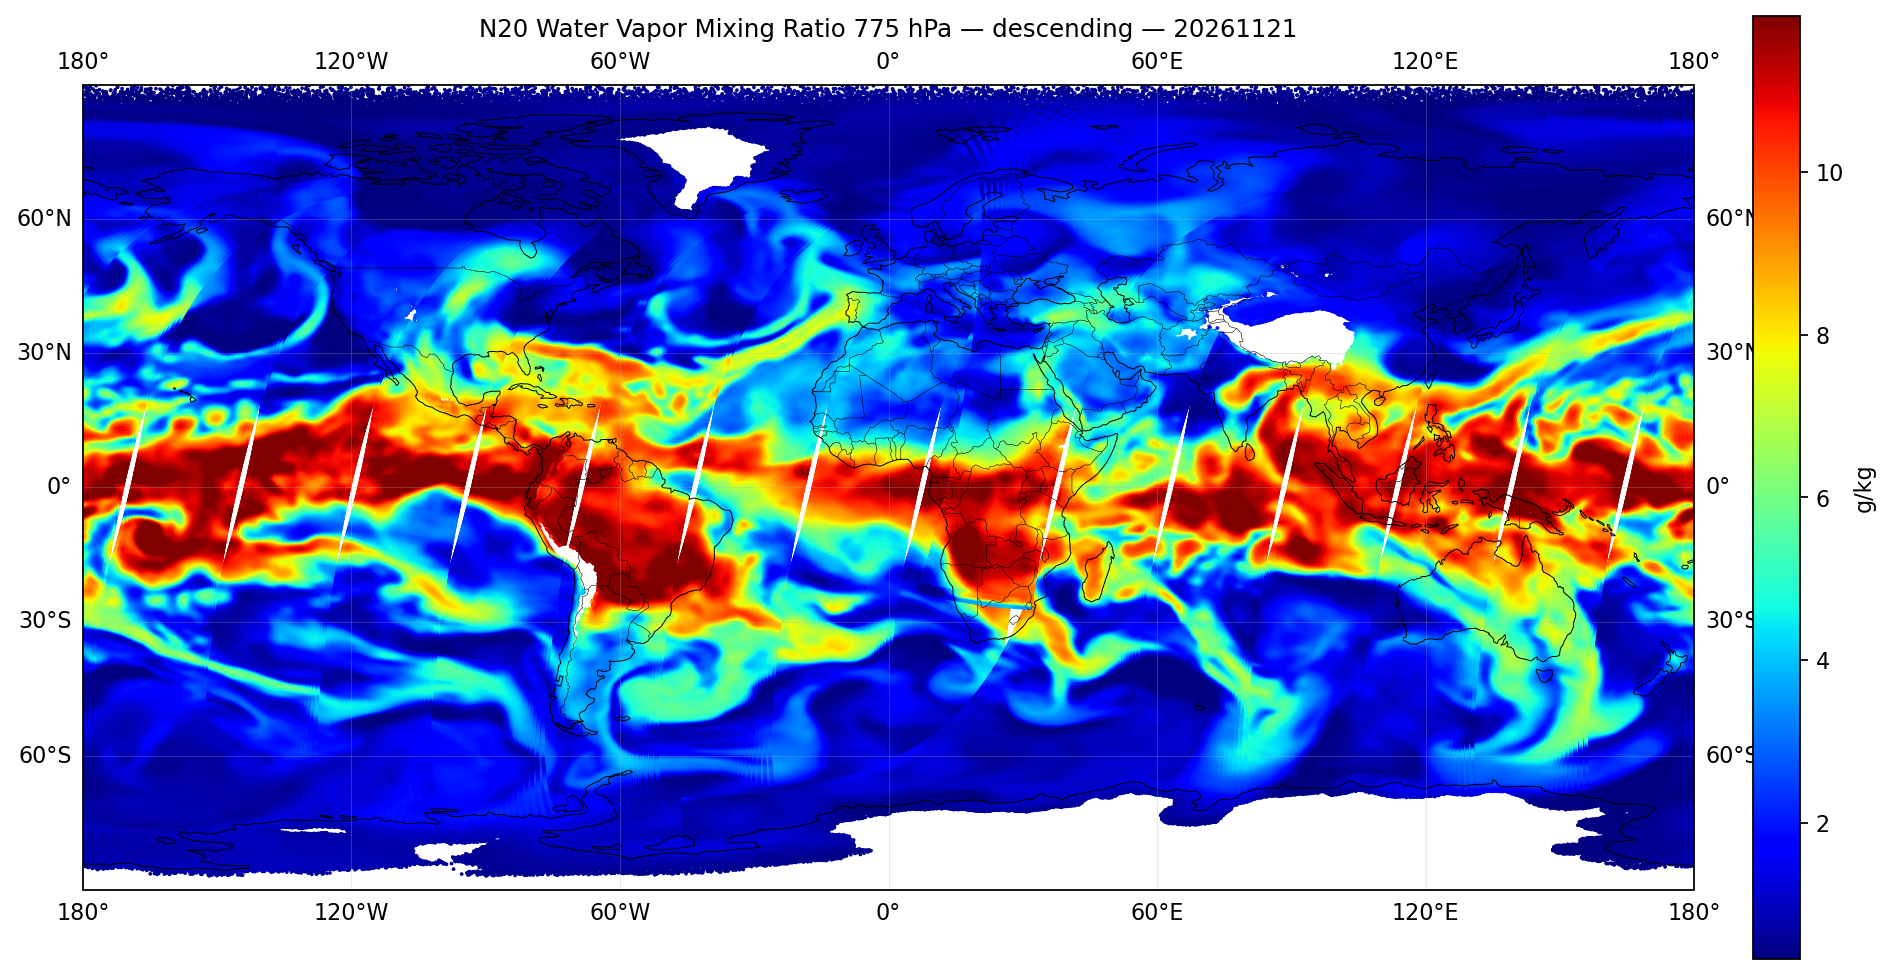 N20 Water Vapor Mixing Ratio 775 hPa — descending — 20261121
180° 120°W 60°W 0° 60°E 120°E 180°
60°N 60°N
30°N 30°N
0° 0°
30°S 30°S
60°S 60°S
180° 120°W 60°W 0° 60°E 120°E 180°
10
8
6
4
2
g/kg